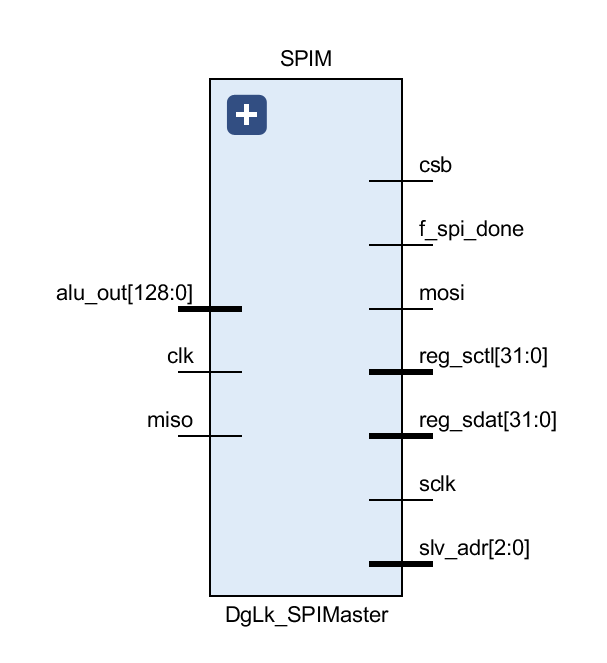 SPIM
csb
f_spi_done
alu_out[128:0]
mosi
clk
reg_sctl[31:0]
miso
reg_sdat[31:0]
sclk
slv_adr[2:0]
DgLk_SPIMaster